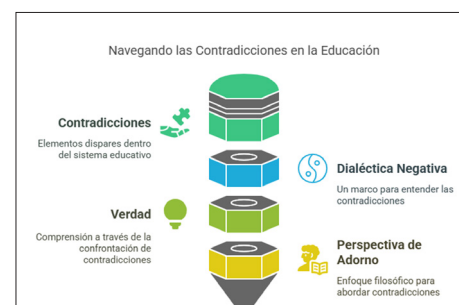 Navegando las Contradicciones en la Educación
Contradicciones
Elementos dispares dentro
del sistema educativo
Dialéctica Negativa
Un marco para entender las
contradicciones
Verdad
Comprensión a través de la
confrontación de
contradicciones
Perspectiva de
Adorno
Enfoque filosófico para
abordar contradicciones